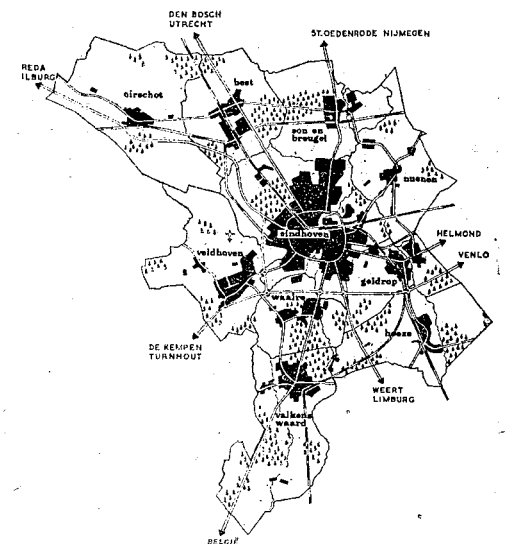 DEN BOSCH
UTRECHT
ST. OEDENRODE NIJMEGEN
REDA
ILBURG
oirschot
best
son en
breugel
nuenen
eindhoven
veldhoven
HELMOND
VENLO
geldrop
waalre
heeze
DE KEMPEN
TURNHOUT
WEERT
LIMBURG
valkens
waard
BELGIË